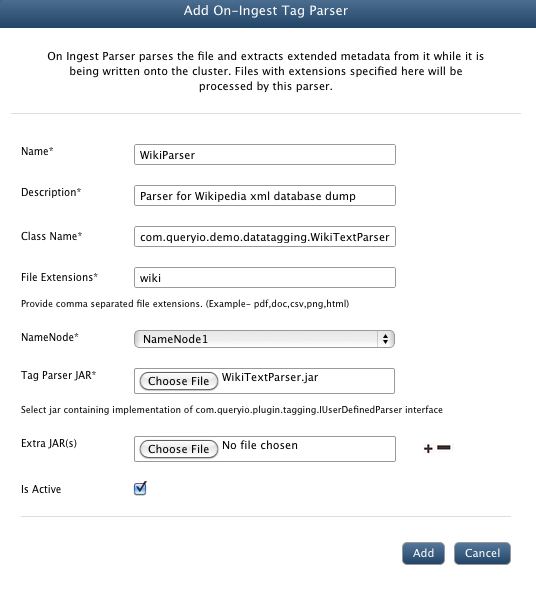 Add On-Ingest Tag Parser
On Ingest Parser parses the file and extracts extended metadata from it while it is
being written onto the cluster. Files with extensions specified here will be
processed by this parser.
Name* WikiParser
Description* Parser for Wikipedia xml database dump
Class Name* com.queryio.demo.datatagging.WikiTextParser
File Extensions* wiki
Provide comma separated file extensions. (Example- pdf,doc,csv,png,html)
NameNode* NameNode1
Tag Parser JAR* Choose File WikiTextParser.jar
Select jar containing implementation of com.queryio.plugin.tagging.IUserDefinedParser interface
Extra JAR(s) Choose File No file chosen
Is Active
Add Cancel